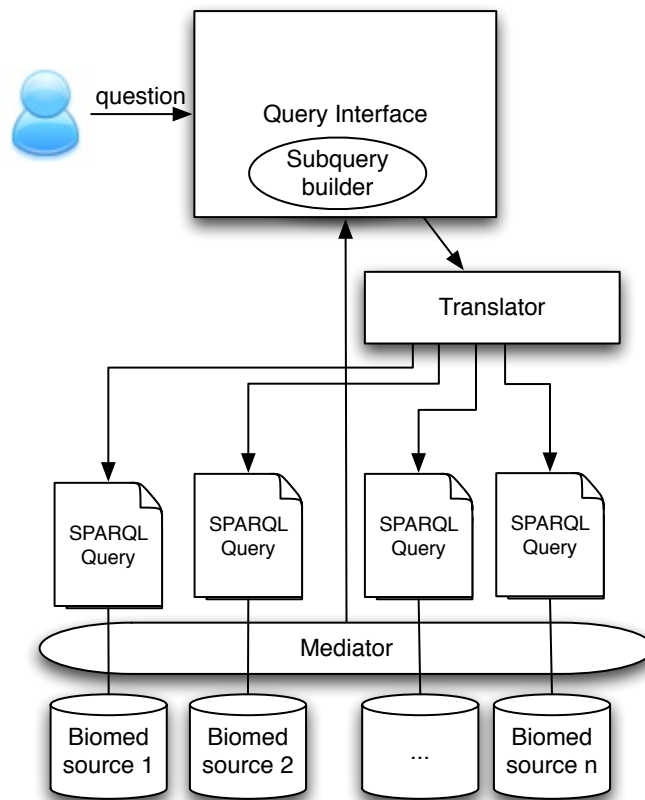 question
Query Interface
Subquery
builder
Translator
SPARQL
Query
SPARQL
Query
SPARQL
Query
SPARQL
Query
Mediator
Biomed
source 1
Biomed
source 2
...
Biomed
source n